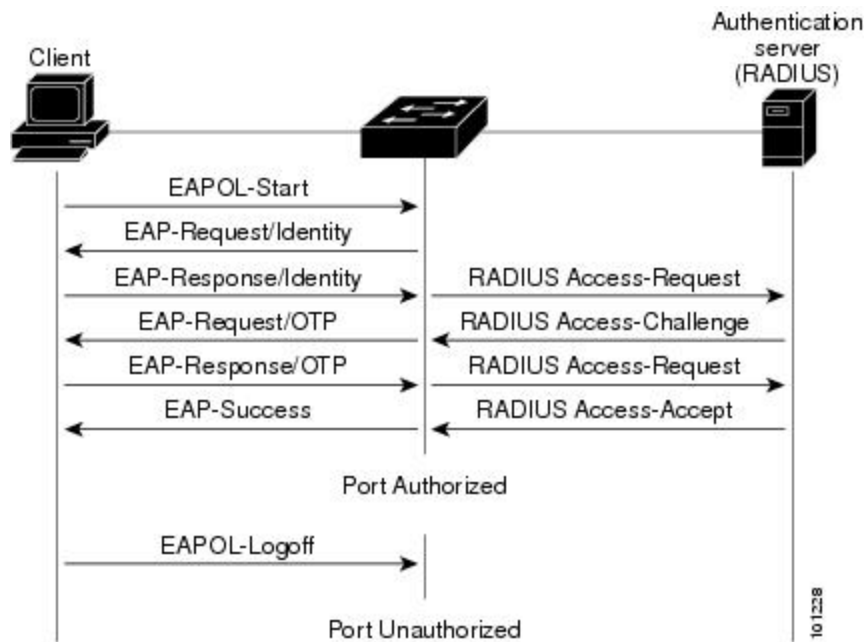 Client
Authentication
server
(RADIUS)
EAPOL-Start
EAP-Request/Identity
EAP-Response/Identity
RADIUS Access-Request
EAP-Request/OTP
RADIUS Access-Challenge
EAP-Response/OTP
RADIUS Access-Request
EAP-Success
RADIUS Access-Accept
Port Authorized
EAPOL-Logoff
Port Unauthorized
101228